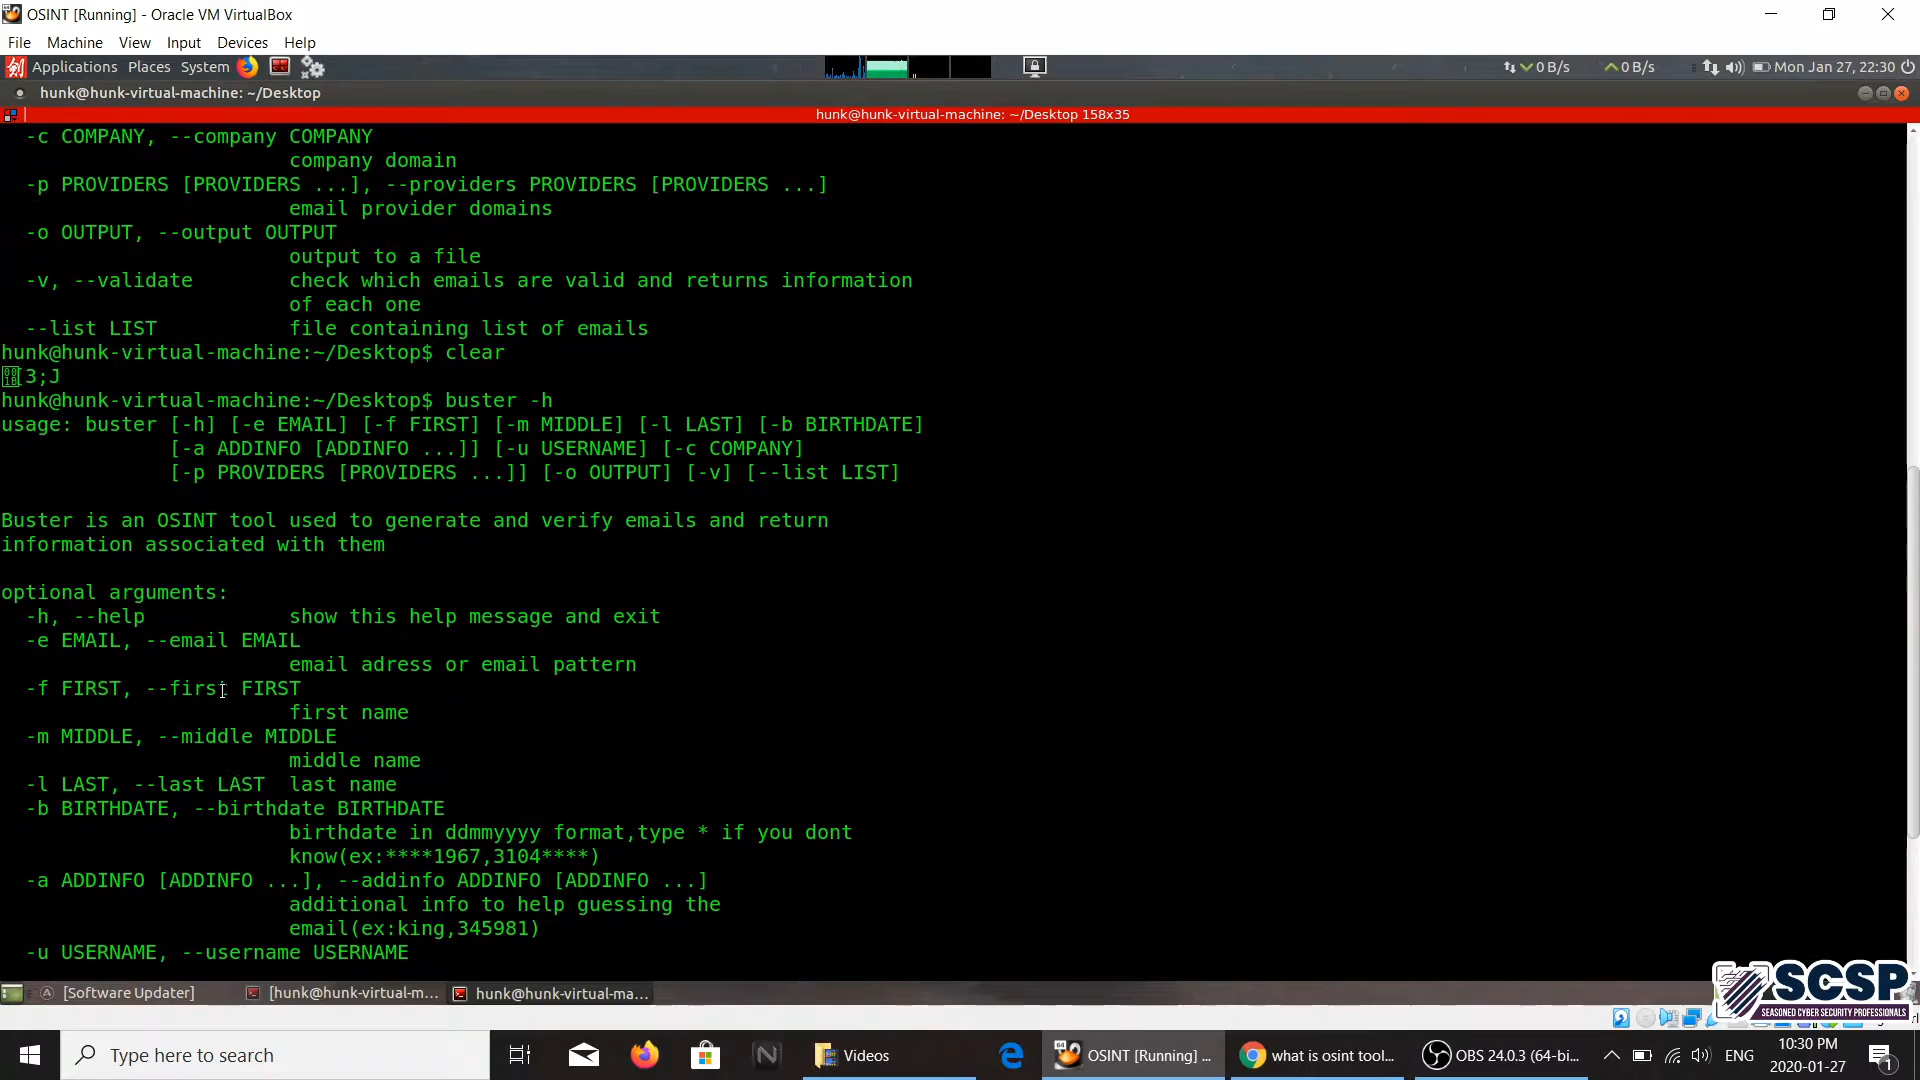 OSINT [Running] - Oracle VM VirtualBox
File Machine View Input Devices Help
Applications Places System 0 B/s 0 B/s Mon Jan 27, 22:30
hunk@hunk-virtual-machine: ~/Desktop
hunk@hunk-virtual-machine: ~/Desktop 158x35
-c COMPANY, --company COMPANY
company domain
-p PROVIDERS [PROVIDERS ...], --providers PROVIDERS [PROVIDERS ...]
email provider domains
-o OUTPUT, --output OUTPUT
output to a file
-v, --validate check which emails are valid and returns information
of each one
--list LIST file containing list of emails
hunk@hunk-virtual-machine:~/Desktop$ clear
[3;J
hunk@hunk-virtual-machine:~/Desktop$ buster -h
usage: buster [-h] [-e EMAIL] [-f FIRST] [-m MIDDLE] [-l LAST] [-b BIRTHDATE]
[-a ADDINFO [ADDINFO ...]] [-u USERNAME] [-c COMPANY]
[-p PROVIDERS [PROVIDERS ...]] [-o OUTPUT] [-v] [--list LIST]
Buster is an OSINT tool used to generate and verify emails and return
information associated with them
optional arguments:
-h, --help show this help message and exit
-e EMAIL, --email EMAIL
email adress or email pattern
-f FIRST, --first FIRST
first name
-m MIDDLE, --middle MIDDLE
middle name
-l LAST, --last LAST last name
-b BIRTHDATE, --birthdate BIRTHDATE
birthdate in ddmmyyyy format,type * if you dont
know(ex:****1967,3104****)
-a ADDINFO [ADDINFO ...], --addinfo ADDINFO [ADDINFO ...]
additional info to help guessing the
email(ex:king,345981)
-u USERNAME, --username USERNAME
SCSP
SEASONED CYBER SECURITY PROFESSIONALS
[Software Updater] [hunk@hunk-virtual-m... hunk@hunk-virtual-ma...
Type here to search Videos OSINT [Running] ... what is osint tool... OBS 24.0.3 (64-bi... ENG
10:30 PM
2020-01-27
1